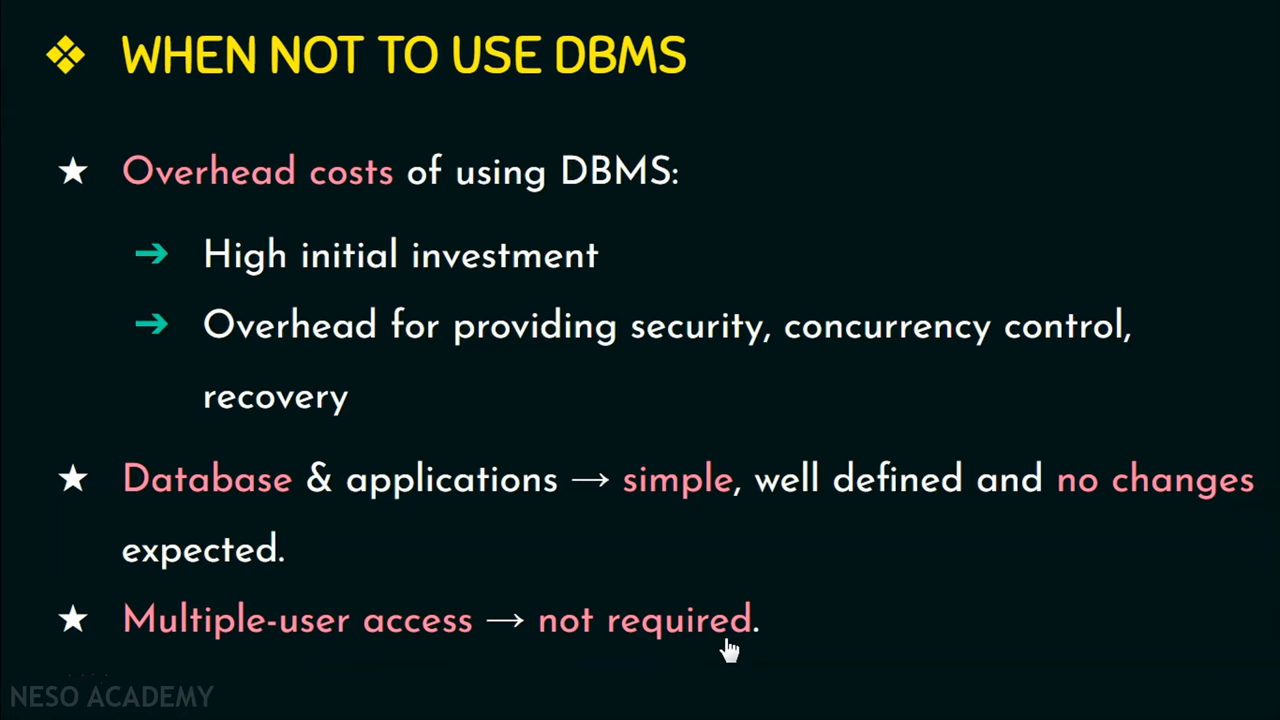 ❖ WHEN NOT TO USE DBMS
★ Overhead costs of using DBMS:
➔ High initial investment
➔ Overhead for providing security, concurrency control,
recovery
★ Database & applications → simple, well defined and no changes
expected.
★ Multiple-user access → not required.
NESO ACADEMY